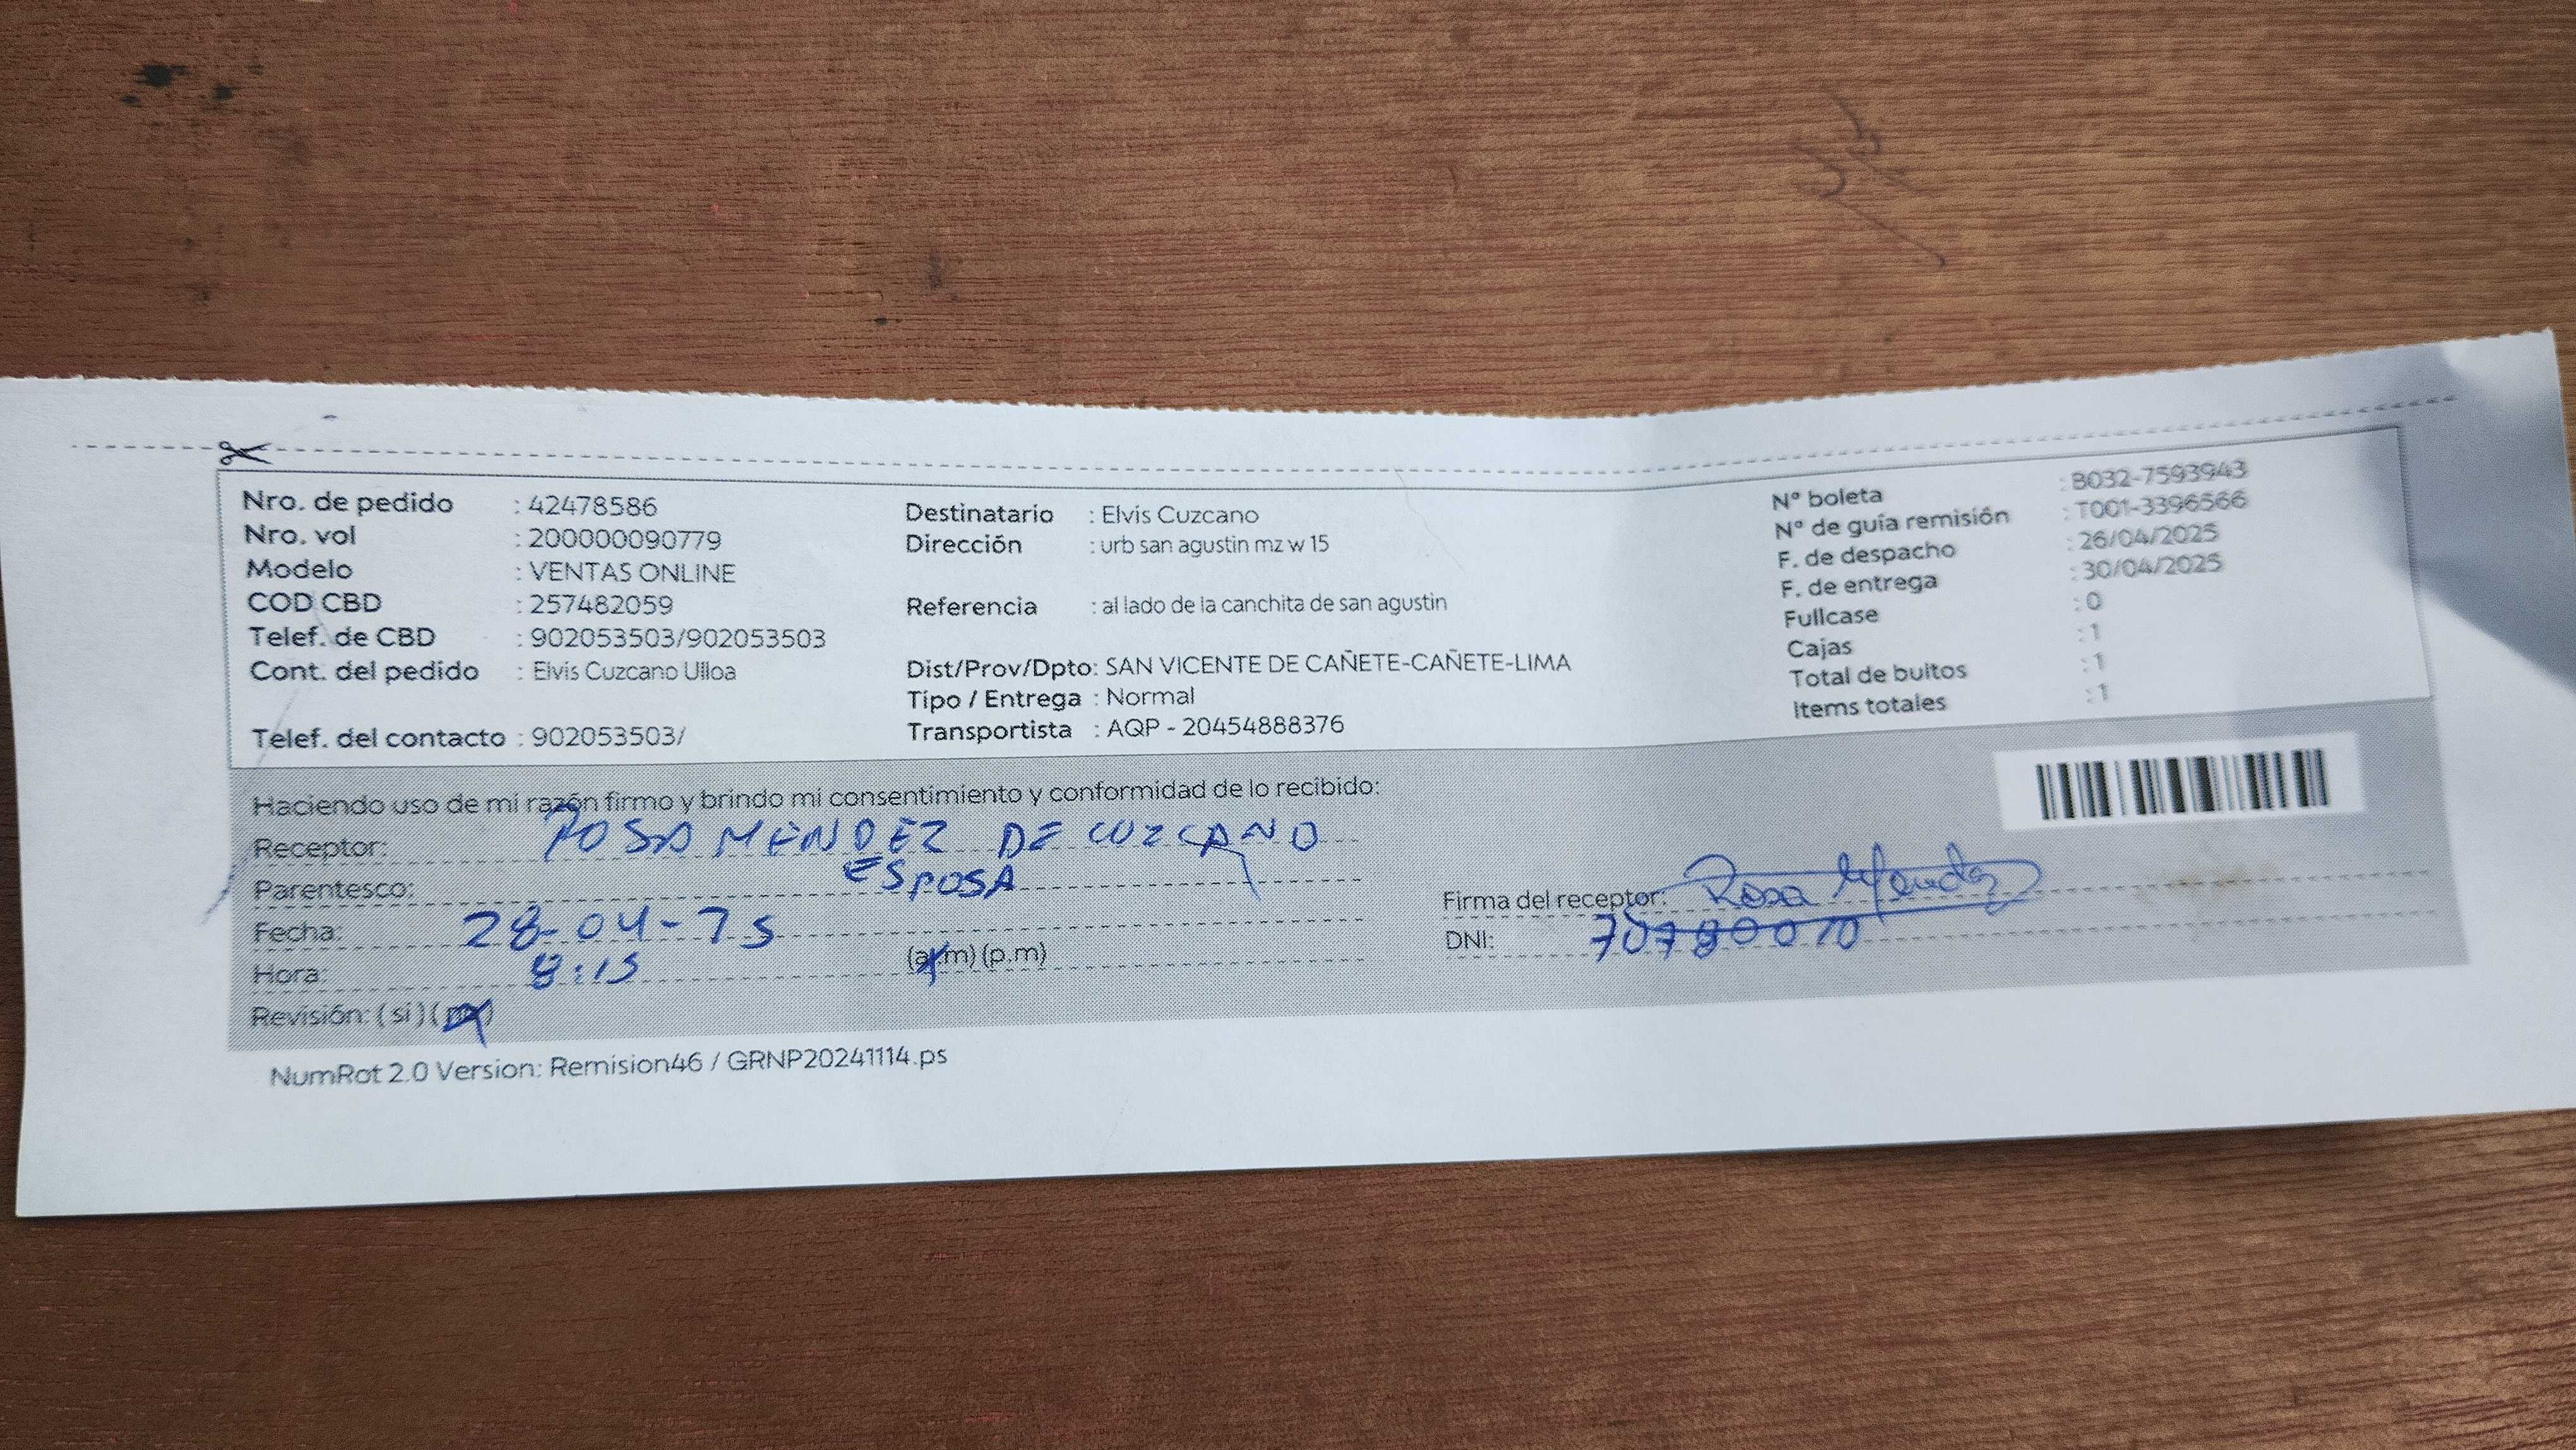 Nro. de pedido : 42478586
Nro. vol : 200000090779
Modelo : VENTAS ONLINE
COD CBD : 257482059
Telef. de CBD : 902053503/902053503
Cont. del pedido : Elvis Cuzcano Ulloa
Telef. del contacto : 902053503/
Destinatario : Elvis Cuzcano
Dirección : urb san agustin mz w 15
Referencia : al lado de la canchita de san agustin
Dist/Prov/Dpto: SAN VICENTE DE CAÑETE-CAÑETE-LIMA
Tipo / Entrega : Normal
Transportista : AQP - 20454888376
N° boleta : B032-7593943
N° de guía remisión : T001-3396566
F. de despacho : 26/04/2025
F. de entrega : 30/04/2025
Fullcase : 0
Cajas : 1
Total de bultos : 1
Items totales : 1
Haciendo uso de mi razón firmo y brindo mi consentimiento y conformidad de lo recibido:
Receptor: ROSA MENDEZ DE CUZCANO
Parentesco: ESPOSA
Fecha: 28-04-25
Hora: 8:15 (a.m) (p.m)
Revisión: ( si ) ( no )
Firma del receptor: Rosa Mendez
DNI:
NumRot 2.0 Version: Remision46 / GRNP20241114.ps